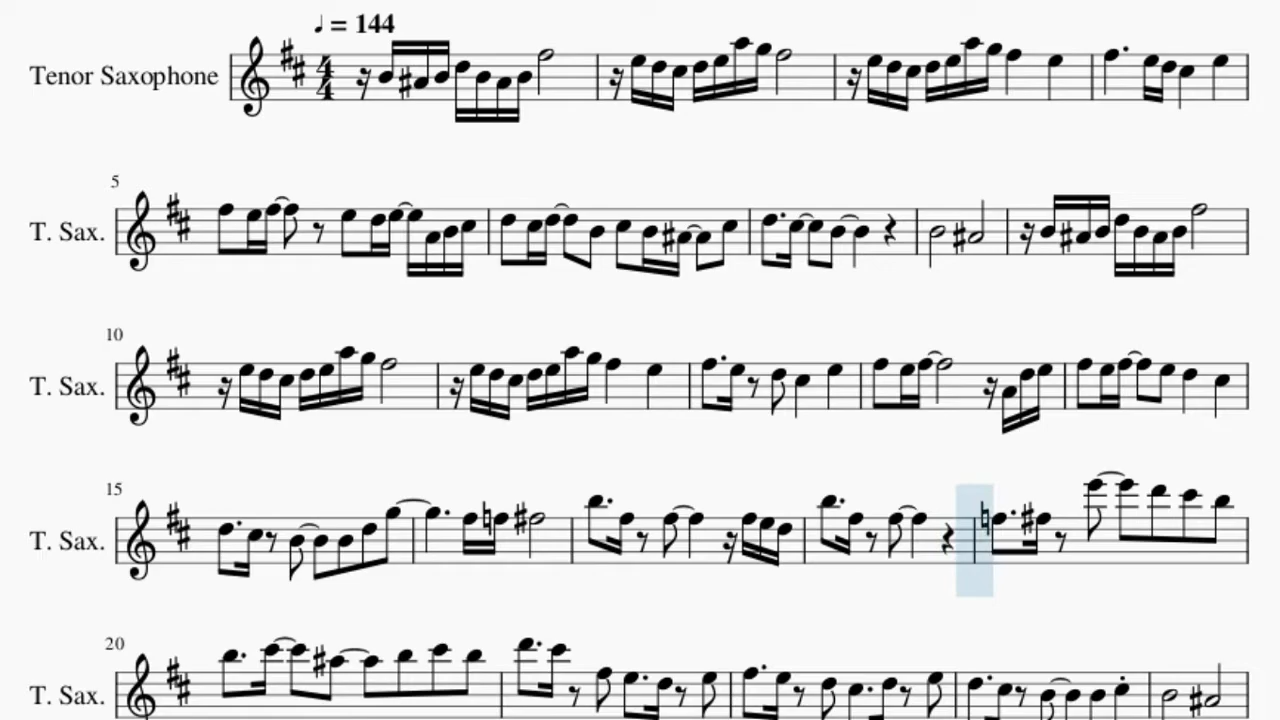 ♩ = 144
Tenor Saxophone
4
4
5
T. Sax.
10
T. Sax.
15
T. Sax.
20
T. Sax.